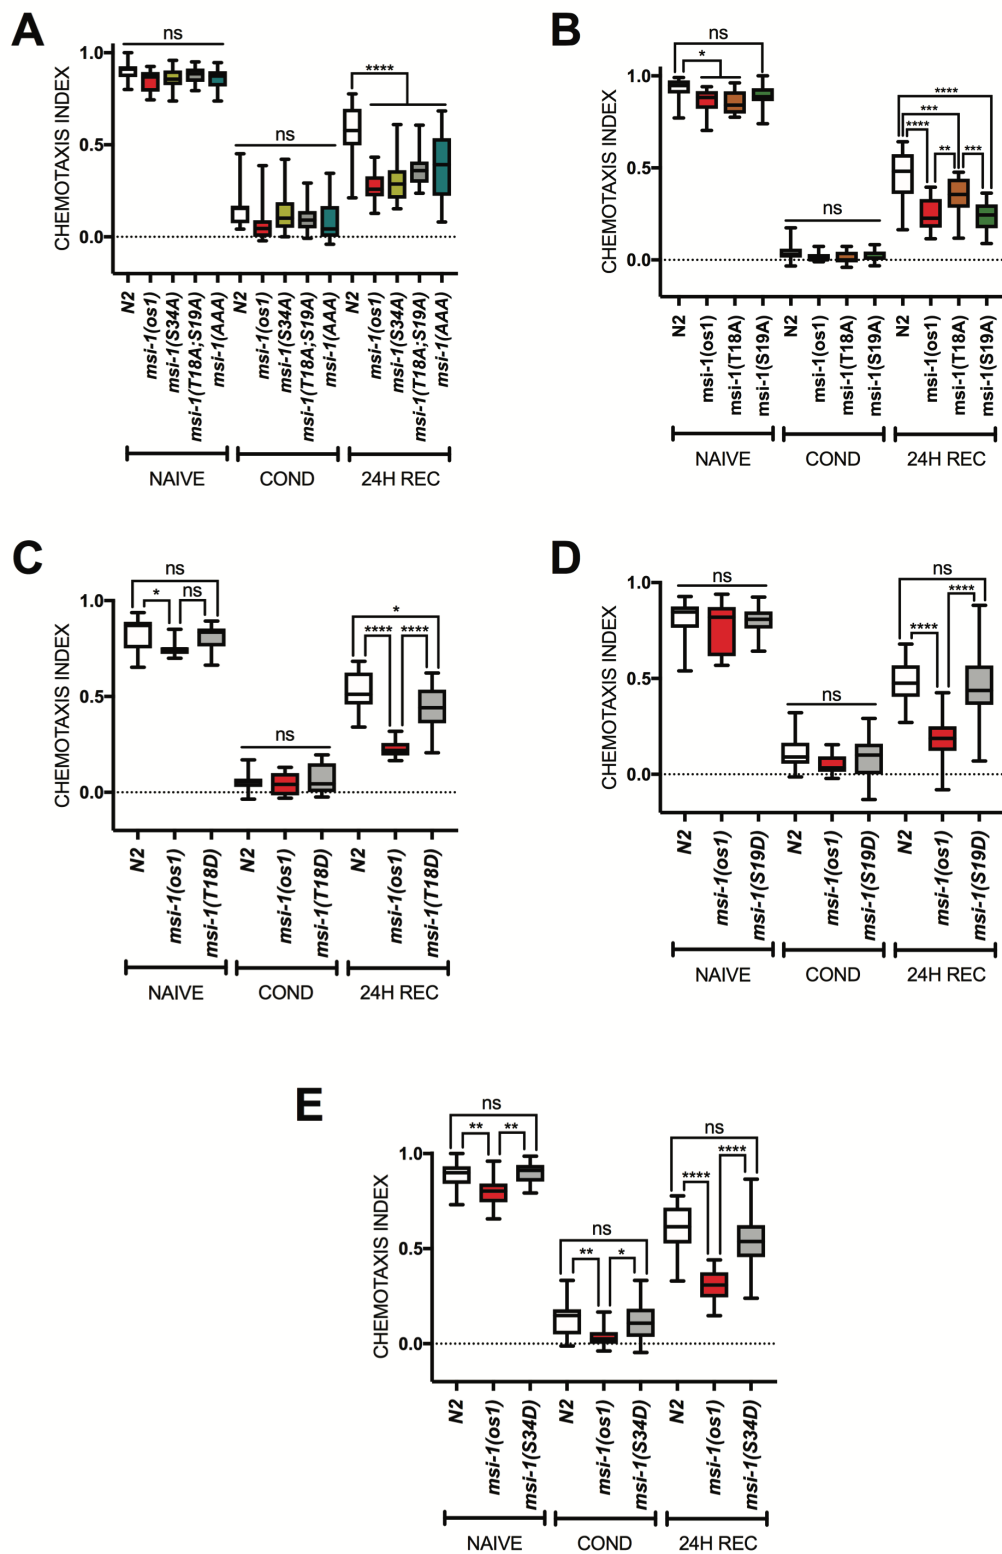 A
CHEMOTAXIS INDEX
1.0
0.5
0.0
ns
ns
****
N2
msi-1(os1)
msi-1(S34A)
msi-1(T18A;S19A)
msi-1(AAA)
N2
msi-1(os1)
msi-1(S34A)
msi-1(T18A;S19A)
msi-1(AAA)
N2
msi-1(os1)
msi-1(S34A)
msi-1(T18A;S19A)
msi-1(AAA)
NAIVE
COND
24H REC
B
CHEMOTAXIS INDEX
1.0
0.5
0.0
ns
*
ns
****
***
****
**
***
N2
msi-1(os1)
msi-1(T18A)
msi-1(S19A)
N2
msi-1(os1)
msi-1(T18A)
msi-1(S19A)
N2
msi-1(os1)
msi-1(T18A)
msi-1(S19A)
NAIVE
COND
24H REC
C
CHEMOTAXIS INDEX
1.0
0.5
0.0
ns
*
ns
ns
*
****
****
N2
msi-1(os1)
msi-1(T18D)
N2
msi-1(os1)
msi-1(T18D)
N2
msi-1(os1)
msi-1(T18D)
NAIVE
COND
24H REC
D
CHEMOTAXIS INDEX
1.0
0.5
0.0
ns
ns
ns
****
****
N2
msi-1(os1)
msi-1(S19D)
N2
msi-1(os1)
msi-1(S19D)
N2
msi-1(os1)
msi-1(S19D)
NAIVE
COND
24H REC
E
CHEMOTAXIS INDEX
1.0
0.5
0.0
ns
**
**
ns
**
*
ns
****
****
N2
msi-1(os1)
msi-1(S34D)
N2
msi-1(os1)
msi-1(S34D)
N2
msi-1(os1)
msi-1(S34D)
NAIVE
COND
24H REC